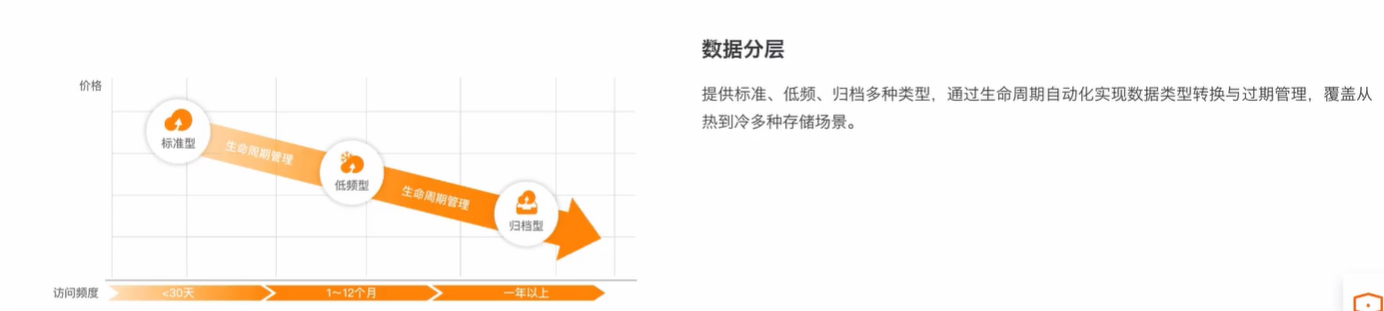 数据分层
提供标准、低频、归档多种类型，通过生命周期自动化实现数据类型转换与过期管理，覆盖从
热到冷多种存储场景。
价格
标准型
生命周期管理
低频型
生命周期管理
归档型
访问频度
<30天
1～12个月
一年以上